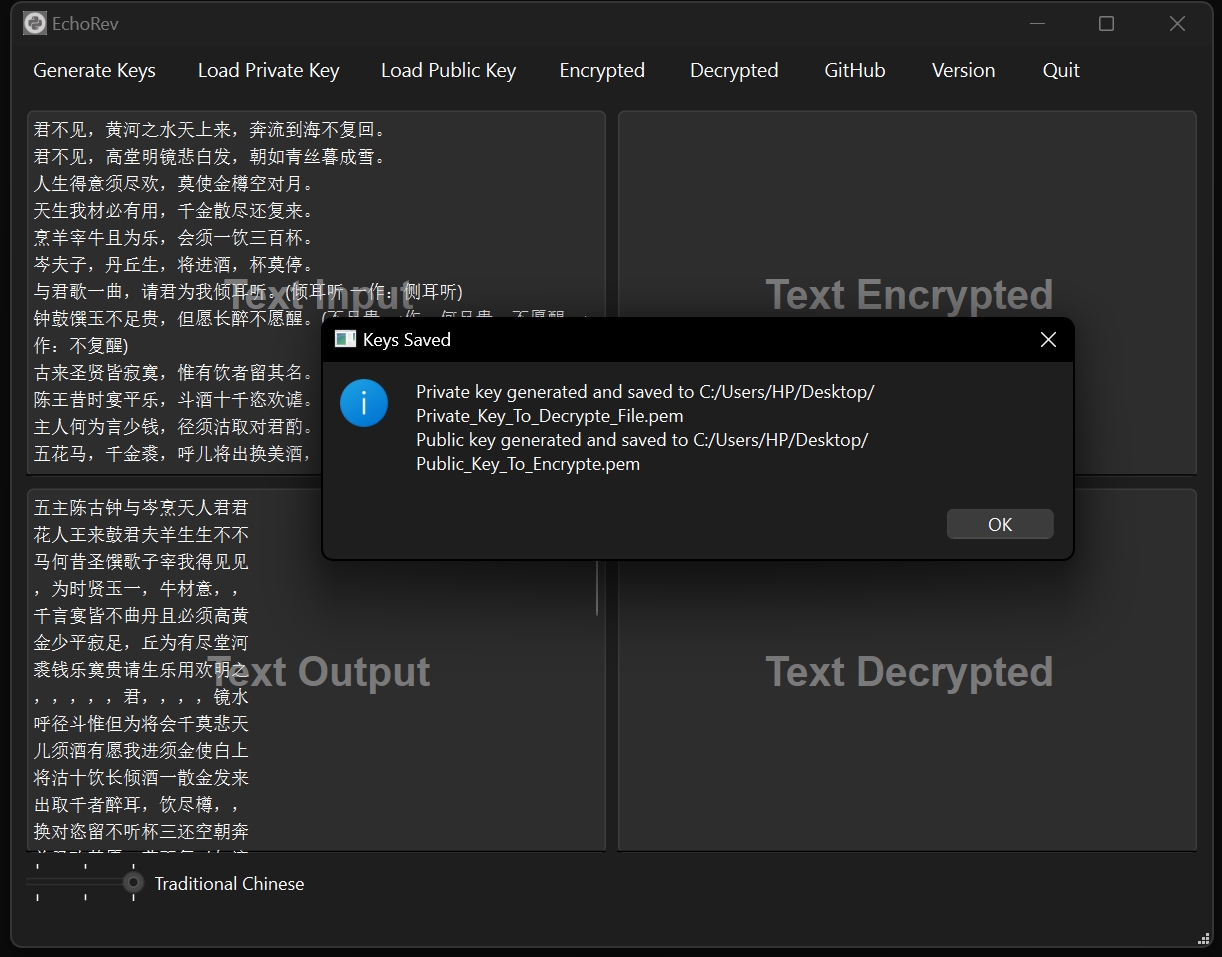 EchoRev
Generate Keys Load Private Key Load Public Key Encrypted Decrypted GitHub Version Quit
君不见，黄河之水天上来，奔流到海不复回。
君不见，高堂明镜悲白发，朝如青丝暮成雪。
人生得意须尽欢，莫使金樽空对月。
天生我材必有用，千金散尽还复来。
烹羊宰牛且为乐，会须一饮三百杯。
岑夫子，丹丘生，将进酒，杯莫停。
与君歌一曲，请君为我倾耳听。(倾耳听 一作：侧耳听)
钟鼓馔玉不足贵，但愿长醉不愿醒。(不足贵 一作：何足贵；不愿醒 一
作：不复醒)
古来圣贤皆寂寞，惟有饮者留其名。
陈王昔时宴平乐，斗酒十千恣欢谑。
主人何为言少钱，径须沽取对君酌。
五花马，千金裘，呼儿将出换美酒，
Text Input
Text Encrypted
Keys Saved
Private key generated and saved to C:/Users/HP/Desktop/
Private_Key_To_Decrypte_File.pem
Public key generated and saved to C:/Users/HP/Desktop/
Public_Key_To_Encrypte.pem
OK
五主陈古钟与岑烹天人君君
花人王来鼓君夫羊生生不不
马何昔圣馔歌子宰我得见见
，为时贤玉一，牛材意，，
千言宴皆不曲丹且必须高黄
金少平寂足，丘为有尽堂河
裘钱乐寞贵请生乐用欢明之
，，，，，君，，，，镜水
呼径斗惟但为将会千莫悲天
儿须酒有愿我进须金使白上
将沽十饮长倾酒一散金发来
出取千者醉耳，饮尽樽，，
换对恣留不听杯三还空朝奔
Text Output
Text Decrypted
Traditional Chinese